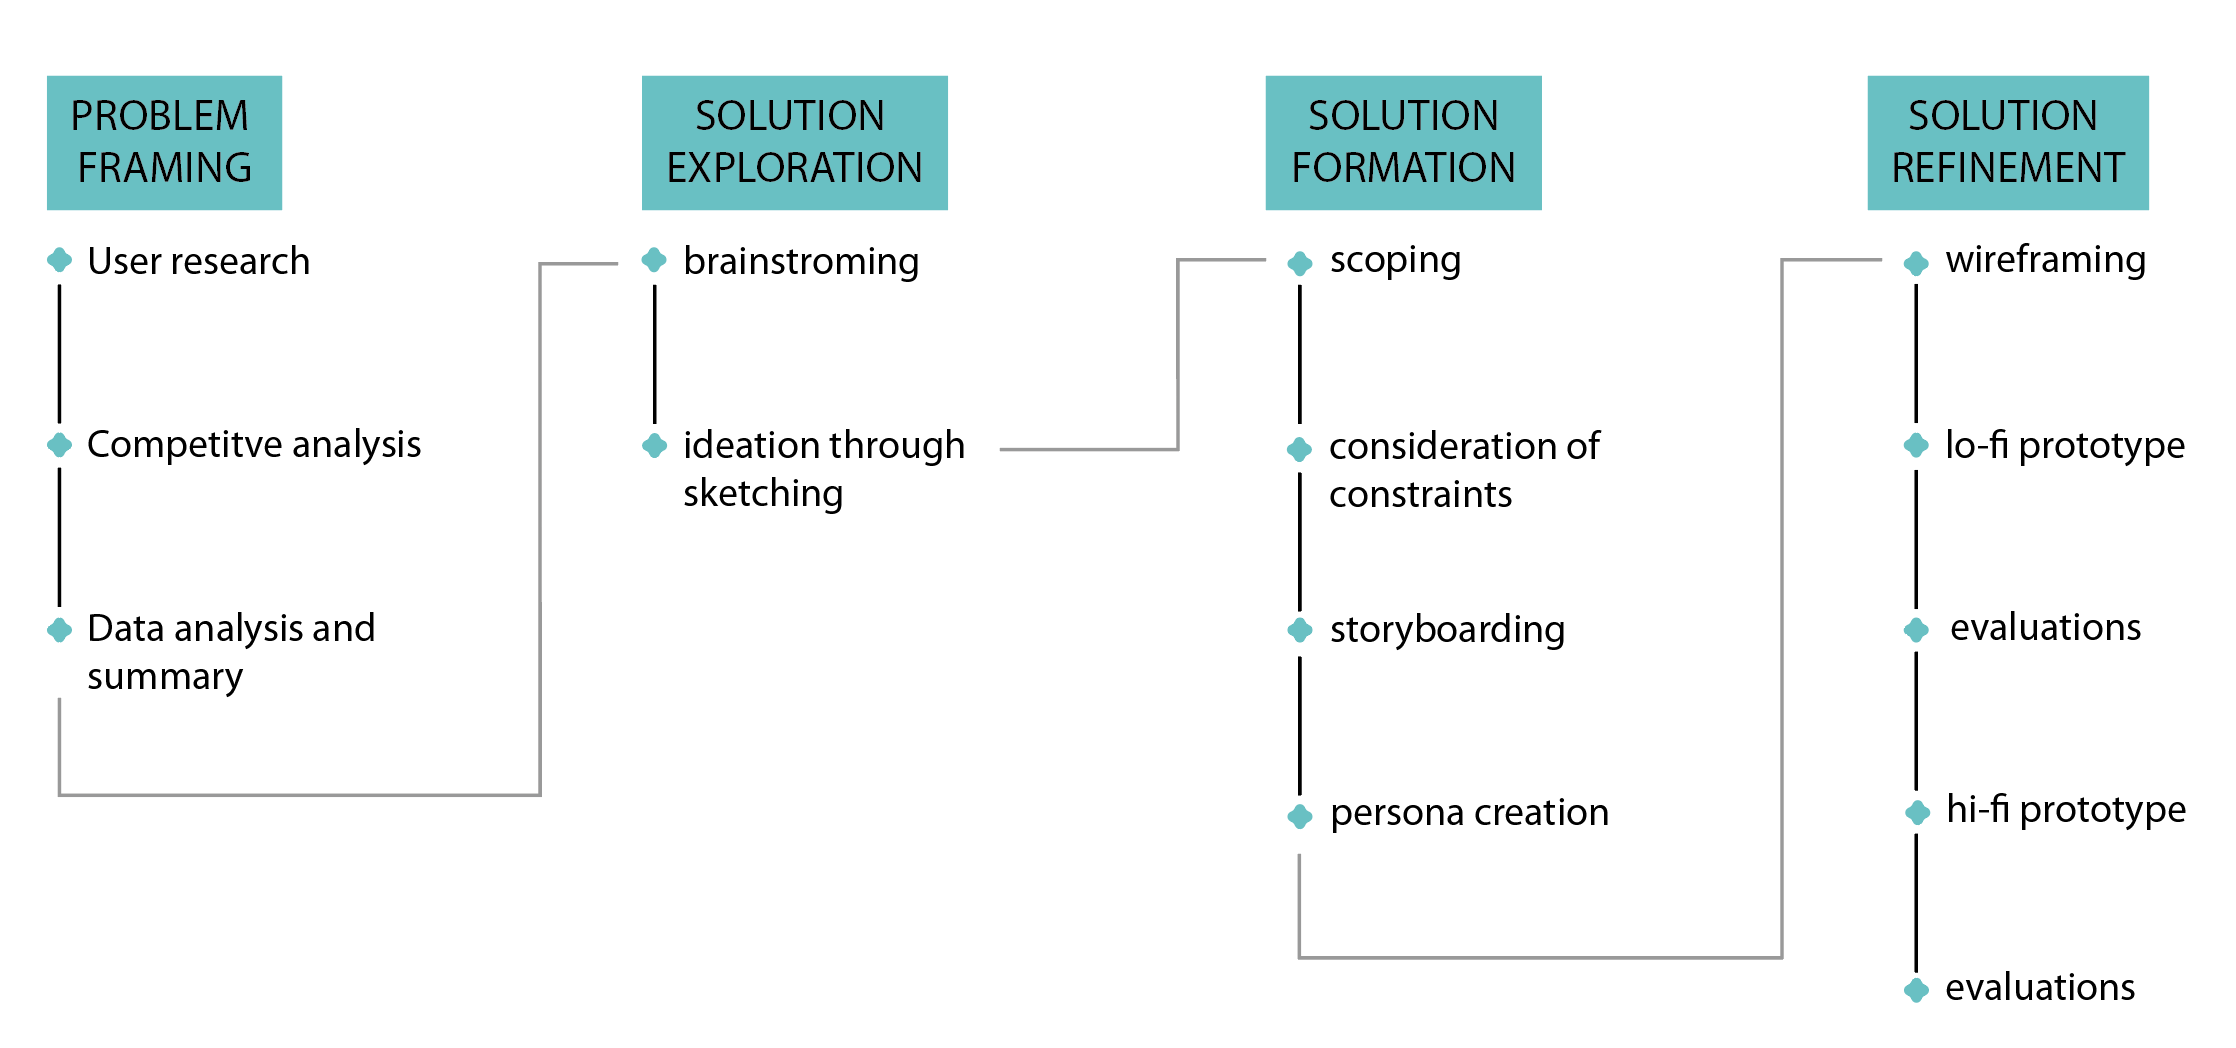 PROBLEM
FRAMING
User research
Competitve analysis
Data analysis and
summary
SOLUTION
EXPLORATION
brainstroming
ideation through
sketching
SOLUTION
FORMATION
scoping
consideration of
constraints
storyboarding
persona creation
SOLUTION
REFINEMENT
wireframing
lo-fi prototype
evaluations
hi-fi prototype
evaluations